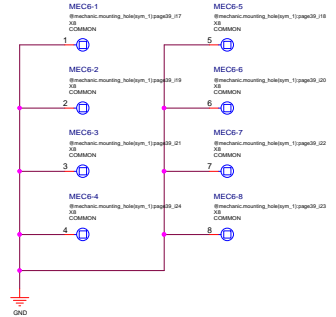 MEC6-1
@mechanic.mounting_hole(sym_1):page39_i17
X8
COMMON
1
MEC6-2
@mechanic.mounting_hole(sym_1):page39_i19
X8
COMMON
2
MEC6-3
@mechanic.mounting_hole(sym_1):page39_i21
X8
COMMON
3
MEC6-4
@mechanic.mounting_hole(sym_1):page39_i24
X8
COMMON
4
MEC6-5
@mechanic.mounting_hole(sym_1):page39_i18
X8
COMMON
5
MEC6-6
@mechanic.mounting_hole(sym_1):page39_i20
X8
COMMON
6
MEC6-7
@mechanic.mounting_hole(sym_1):page39_i22
X8
COMMON
7
MEC6-8
@mechanic.mounting_hole(sym_1):page39_i23
X8
COMMON
8
GND